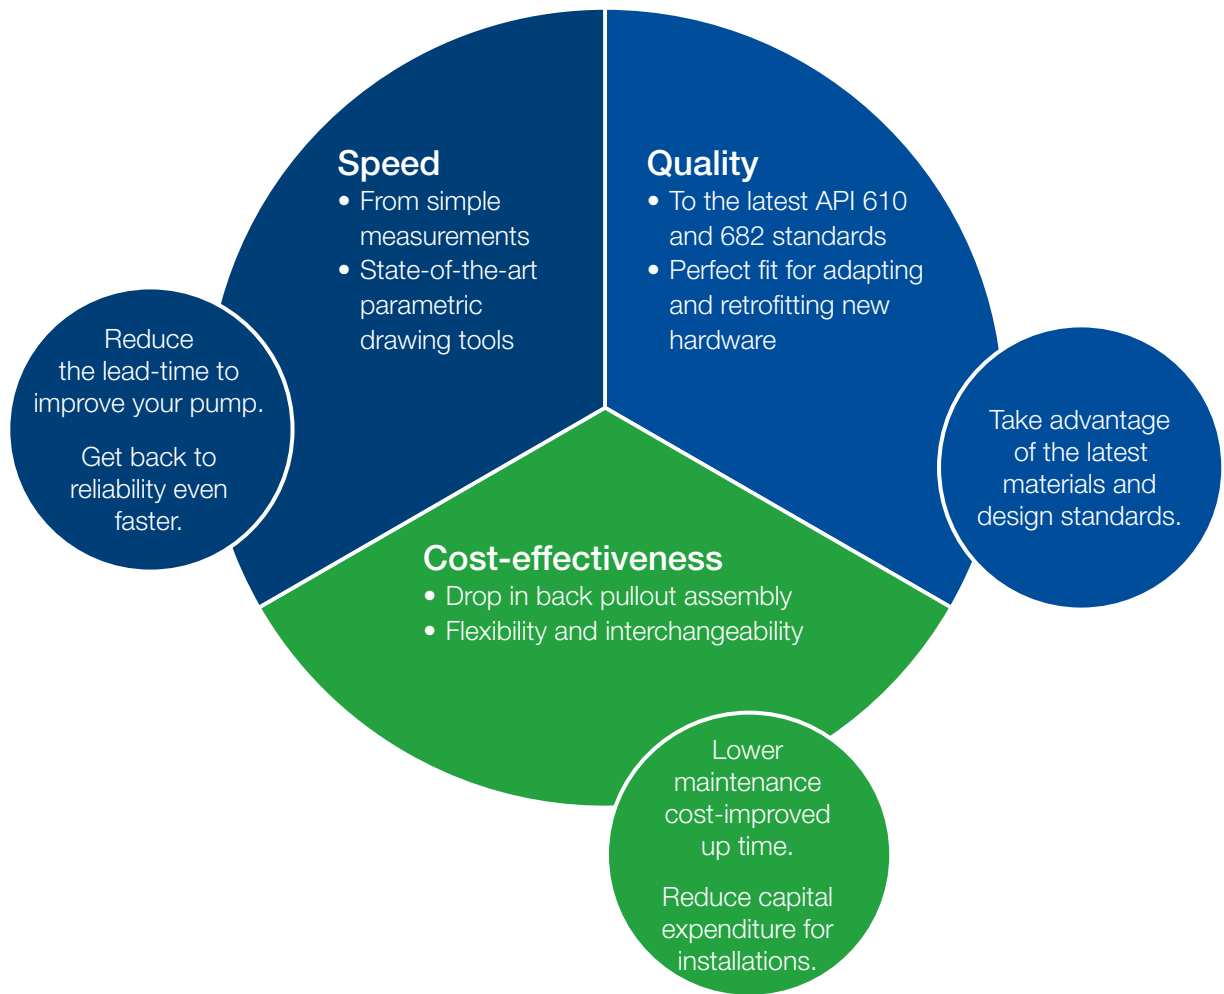 Speed
• From simple
measurements
• State-of-the-art
parametric
drawing tools
Reduce
the lead-time to
improve your pump.
Get back to
reliability even
faster.
Quality
• To the latest API 610
and 682 standards
• Perfect fit for adapting
and retrofitting new
hardware
Take advantage
of the latest
materials and
design standards.
Cost-effectiveness
• Drop in back pullout assembly
• Flexibility and interchangeability
Lower
maintenance
cost-improved
up time.
Reduce capital
expenditure for
installations.